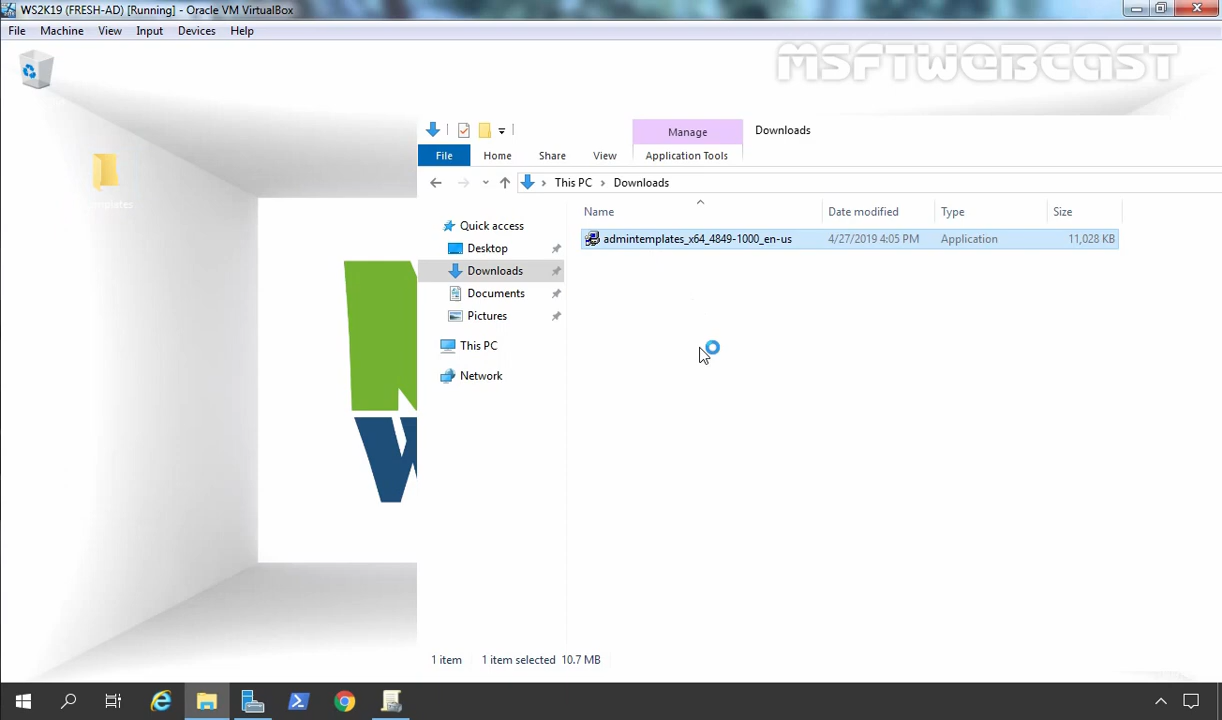 WS2K19 (FRESH-AD) [Running] - Oracle VM VirtualBox
File Machine View Input Devices Help
MSFTWEBCAST
Manage Downloads
File Home Share View Application Tools
This PC Downloads
Name Date modified Type Size
Quick access
admintemplates_x64_4849-1000_en-us 4/27/2019 4:05 PM Application 11,028 KB
Desktop
Downloads
Documents
Pictures
This PC
Network
1 item 1 item selected 10.7 MB